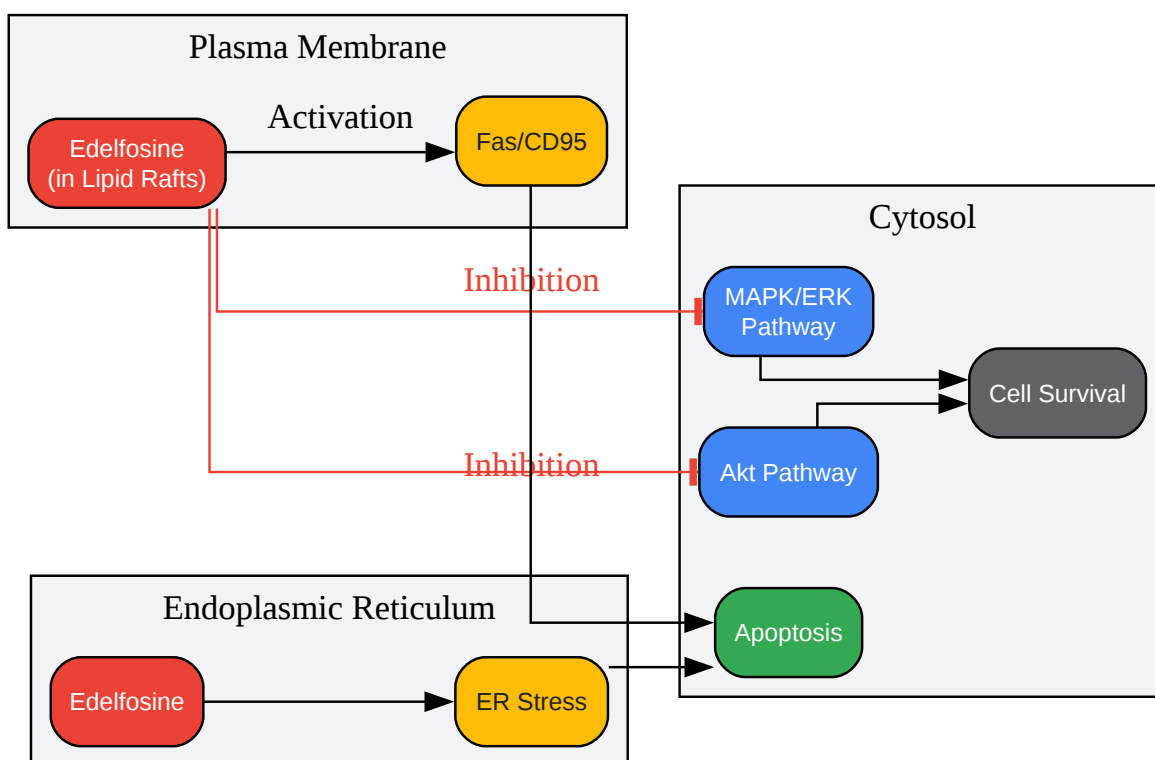 Plasma Membrane
Activation
Edelfosine
(in Lipid Rafts)
Fas/CD95
Cytosol
Inhibition
MAPK/ERK
Pathway
Cell Survival
Inhibition
Akt Pathway
Endoplasmic Reticulum
Apoptosis
Edelfosine
ER Stress